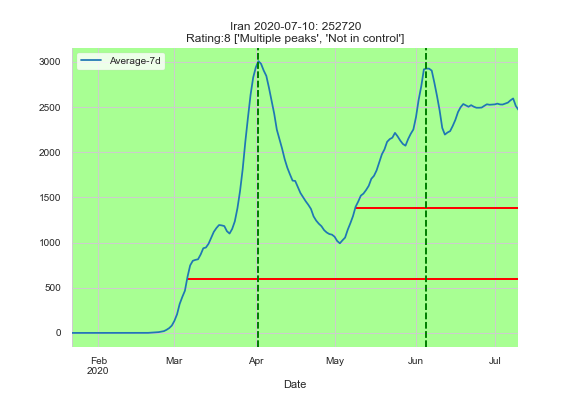 Iran 2020-07-10: 252720
Rating:8 ['Multiple peaks', 'Not in control']
Average-7d
3000
2500
2000
1500
1000
500
0
Feb
2020
Mar
Apr
May
Jun
Jul
Date